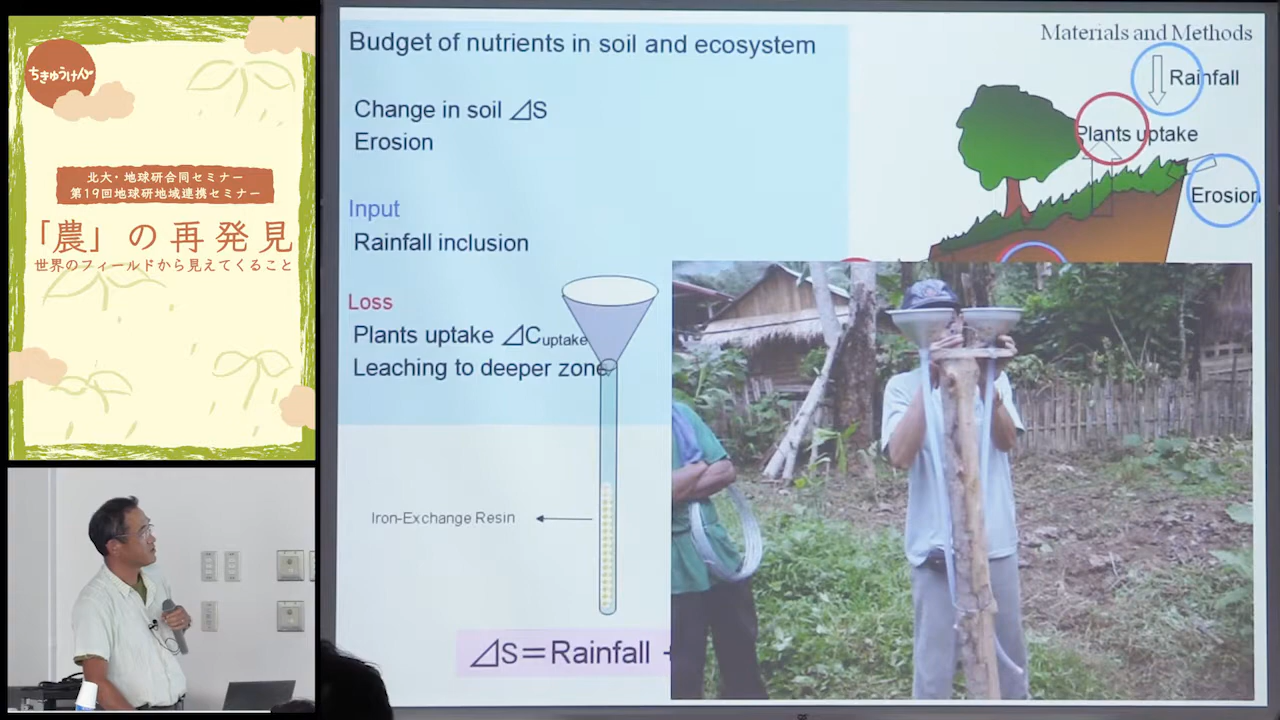 ちきゅうけん
北大・地球研合同セミナー
第19回地球研地域連携セミナー
「農」の再発見
世界のフィールドから見えてくること
Budget of nutrients in soil and ecosystem
Change in soil ⊿S
Erosion
Input
Rainfall inclusion
Loss
Plants uptake ⊿Cuptake
Leaching to deeper zone
Iron-Exchange Resin
⊿S＝Rainfall +
Materials and Methods
Rainfall
Plants uptake
Erosion